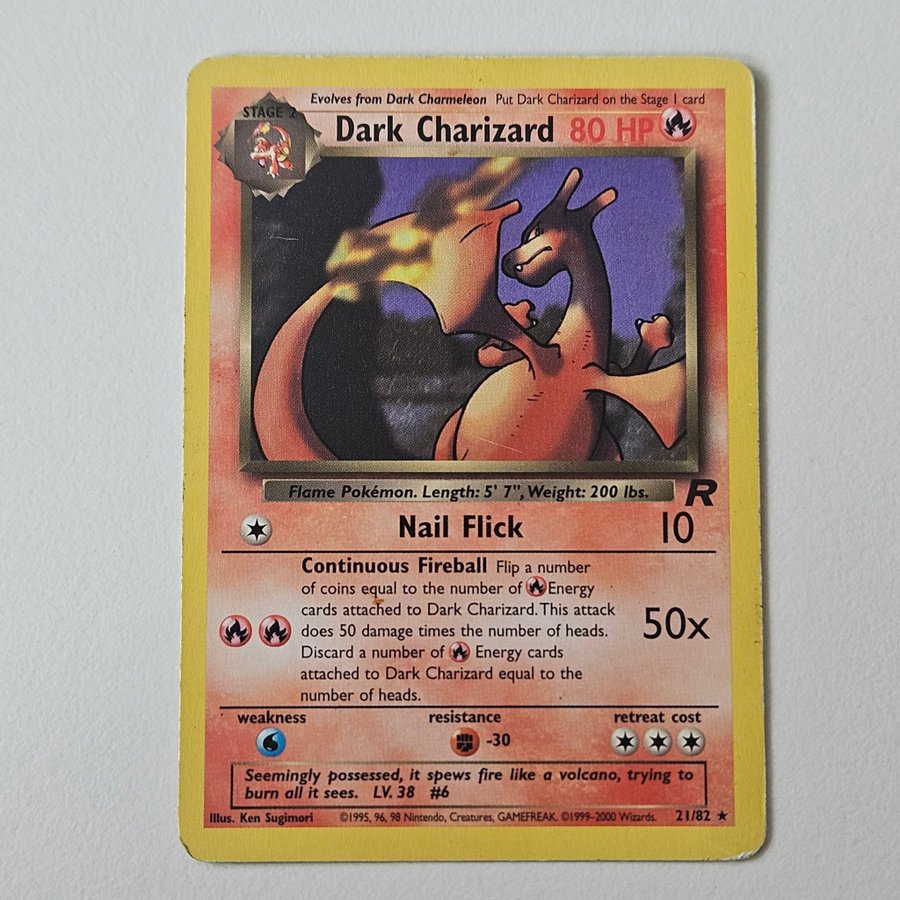 Evolves from Dark Charmeleon Put Dark Charizard on the Stage 1 card
STAGE 2
Dark Charizard 80 HP
Flame Pokémon. Length: 5' 7", Weight: 200 lbs.
R
Nail Flick 10
Continuous Fireball Flip a number
of coins equal to the number of Energy
cards attached to Dark Charizard. This attack
does 50 damage times the number of heads.
Discard a number of Energy cards
attached to Dark Charizard equal to the
number of heads.
50x
weakness resistance retreat cost
-30
Seemingly possessed, it spews fire like a volcano, trying to
burn all it sees. LV. 38 #6
Illus. Ken Sugimori ©1995, 96, 98 Nintendo, Creatures, GAMEFREAK. ©1999-2000 Wizards. 21/82 ★